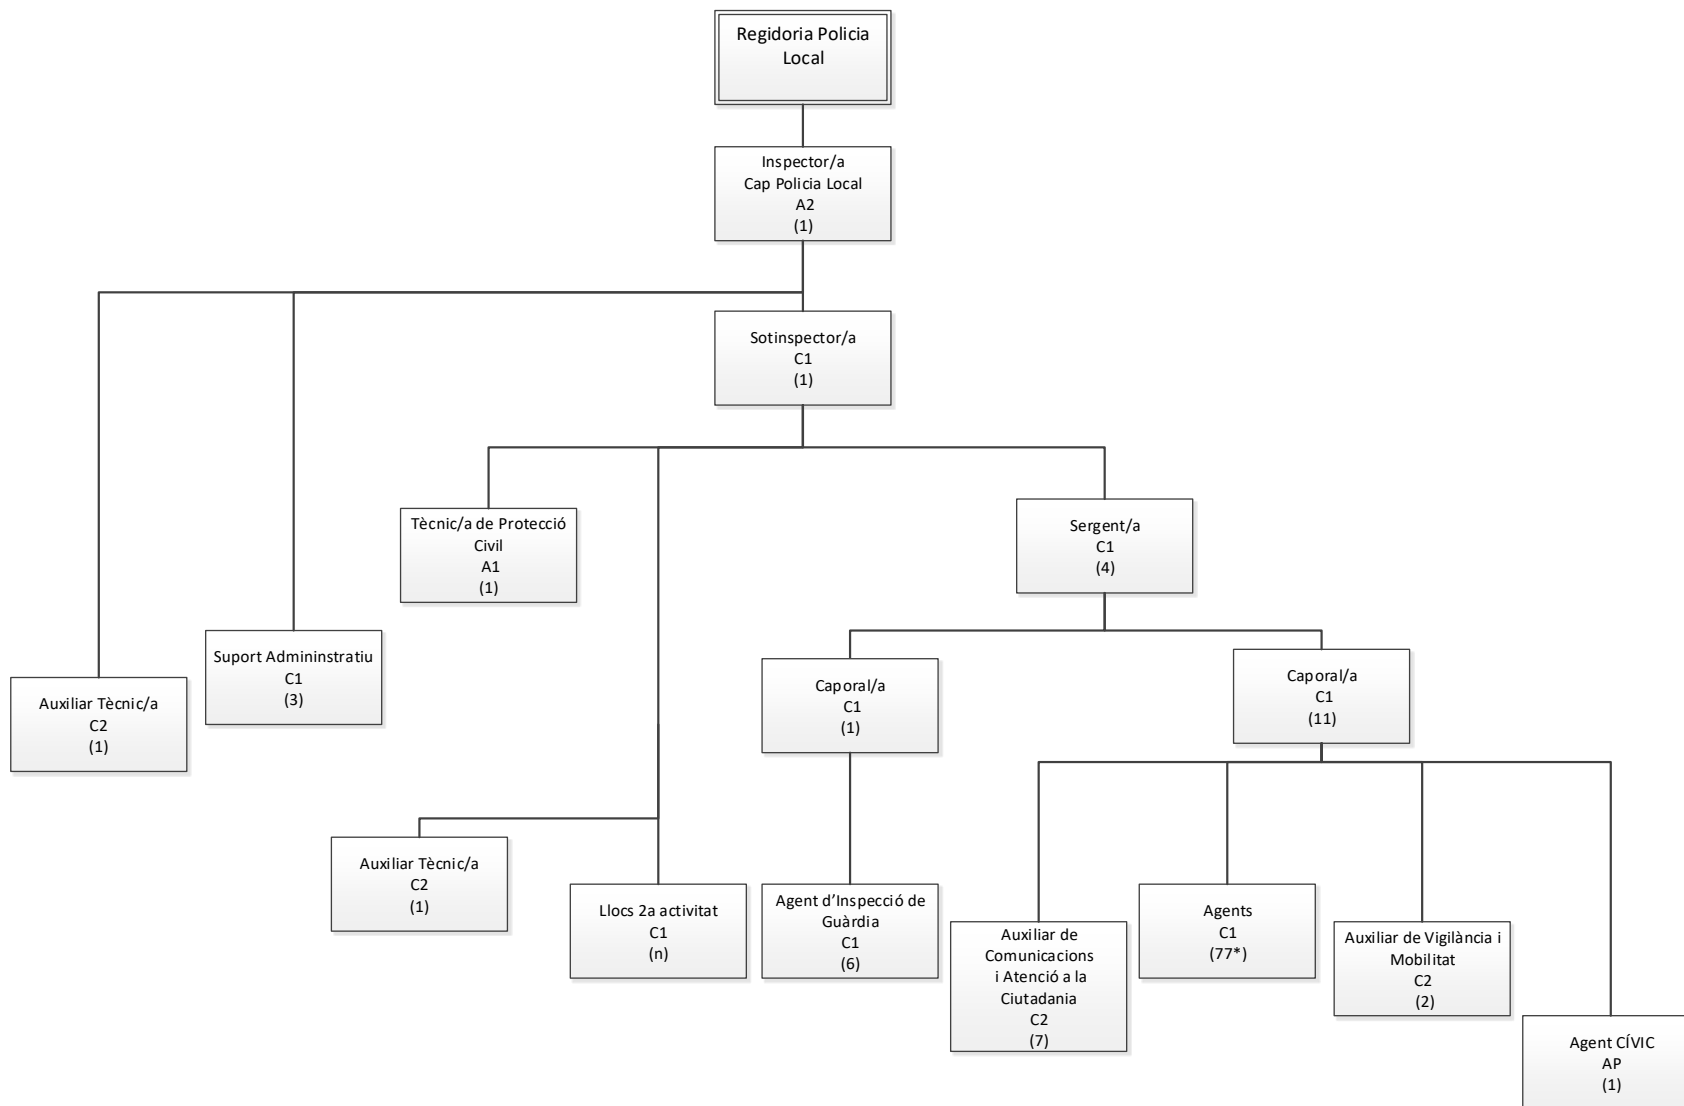 Regidoria Policia
Local
Inspector/a
Cap Policia Local
A2
(1)
Sotinspector/a
C1
(1)
Tècnic/a de Protecció
Civil
A1
(1)
Sergent/a
C1
(4)
Suport Admininstratiu
C1
(3)
Auxiliar Tècnic/a
C2
(1)
Caporal/a
C1
(1)
Caporal/a
C1
(11)
Auxiliar Tècnic/a
C2
(1)
Llocs 2a activitat
C1
(n)
Agent d’Inspecció de
Guàrdia
C1
(6)
Auxiliar de
Comunicacions
i Atenció a la
Ciutadania
C2
(7)
Agents
C1
(77*)
Auxiliar de Vigilància i
Mobilitat
C2
(2)
Agent CÍVIC
AP
(1)